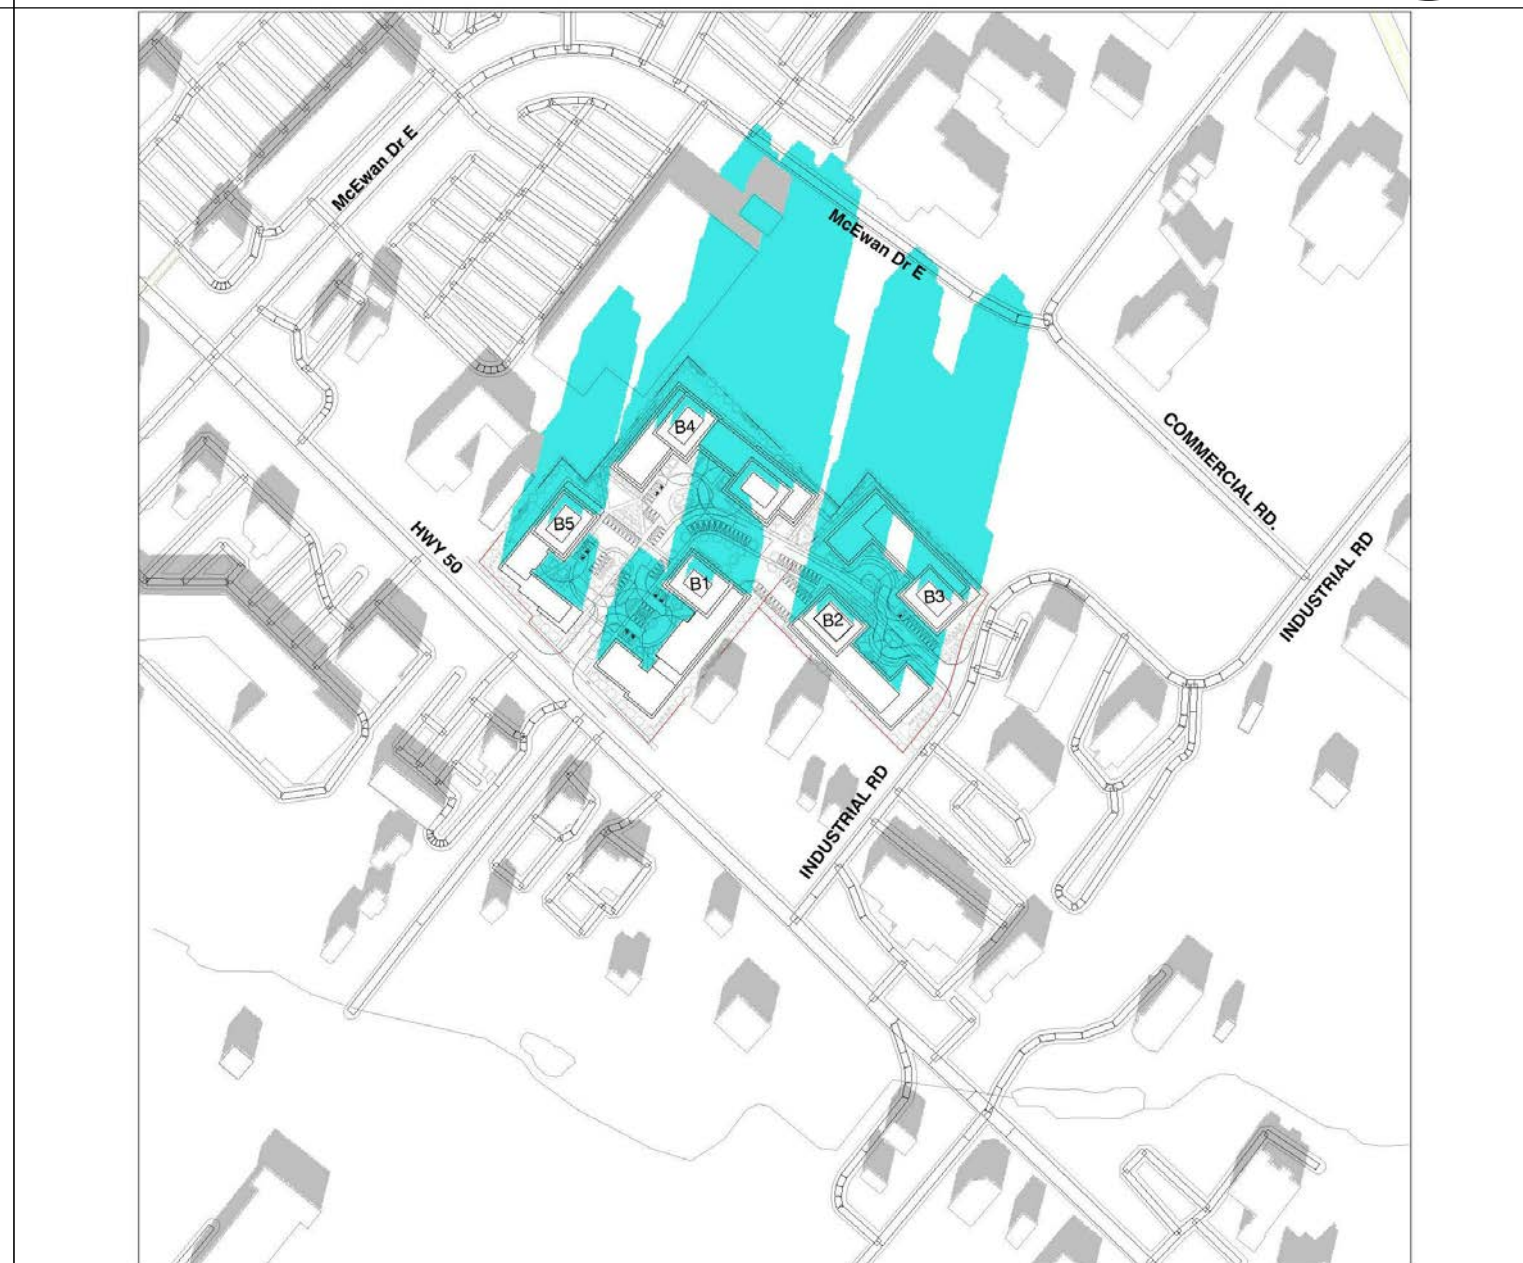 McEwan Dr E
McEwan Dr E
B4
COMMERCIAL RD.
B5
HWY 50
B1
B3
B2
INDUSTRIAL RD
INDUSTRIAL RD